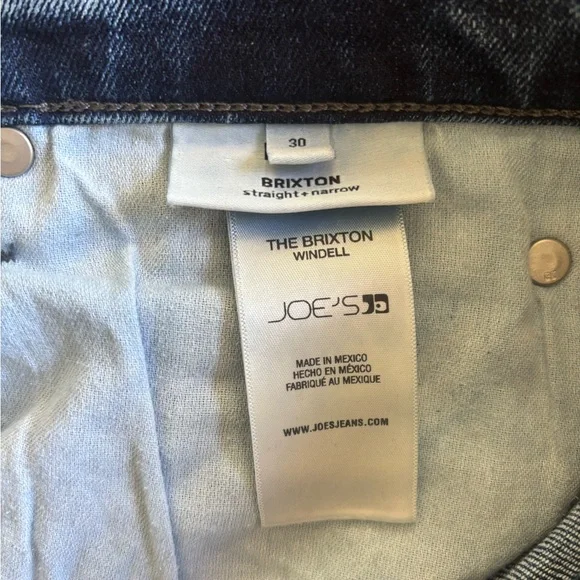 30
BRIXTON
straight+narrow
THE BRIXTON
WINDELL
JOE'S
MADE IN MEXICO
HECHO EN MÉXICO
FABRIQUÉ AU MEXIQUE
WWW.JOESJEANS.COM